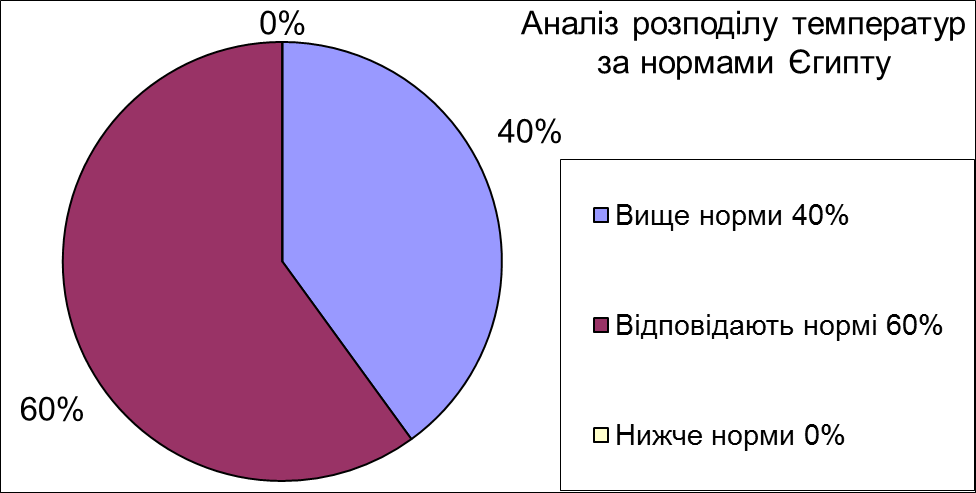 0%
Аналіз розподілу температур
за нормами Єгипту
40%
Вище норми 40%
Відповідають нормі 60%
60%
Нижче норми 0%